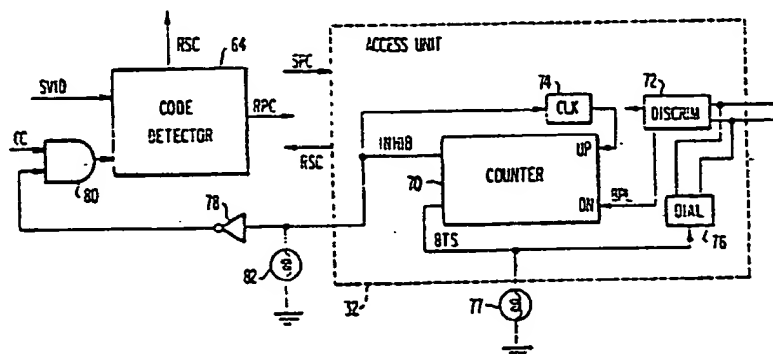 RSC
64
SVID
CODE
DETECTOR
RPC
CC
80
78
82
SPC
RSC
ACCESS UNIT
74
CLK
72
DISCRIM
INHIB
UP
70
COUNTER
DN
BPL
DIAL
76
BTS
32
77